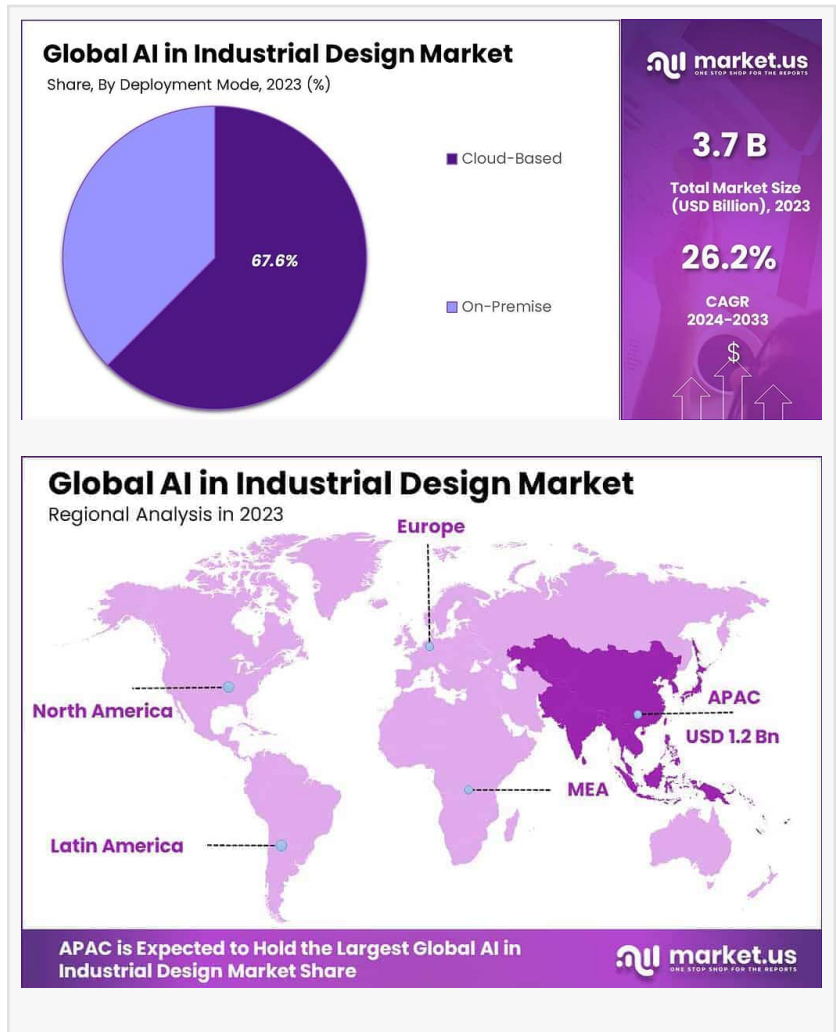 Global AI in Industrial Design Market
Share, By Deployment Mode, 2023 (%)
67.6%
Cloud-Based
On-Premise
market.us
ONE STOP SHOP FOR THE REPORTS
3.7 B
Total Market Size
(USD Billion), 2023
26.2%
CAGR
2024-2033
$
Global AI in Industrial Design Market
Regional Analysis in 2023
Europe
North America
APAC
USD 1.2 Bn
MEA
Latin America
APAC is Expected to Hold the Largest Global AI in
Industrial Design Market Share
market.us
ONE STOP SHOP FOR THE REPORTS